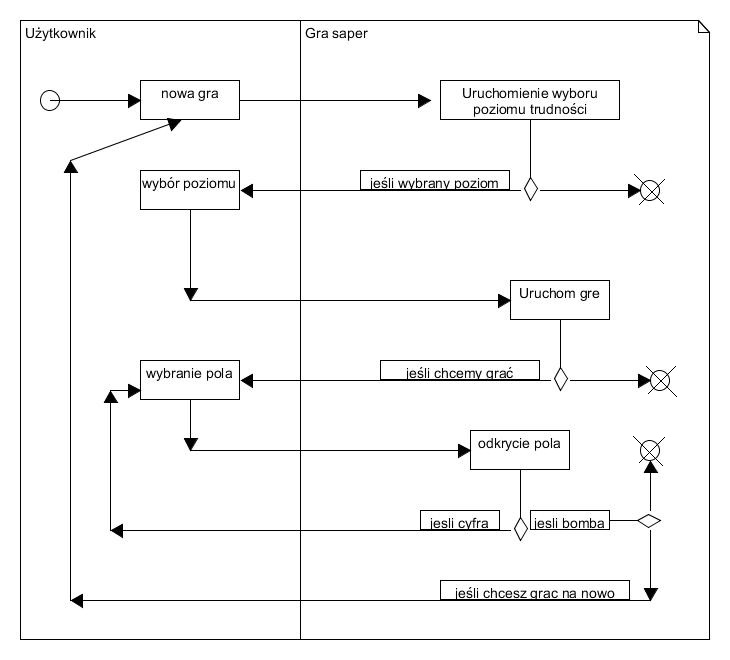 Użytkownik
Gra saper
nowa gra
Uruchomienie wyboru
poziomu trudności
wybór poziomu
jeśli wybrany poziom
Uruchom gre
wybranie pola
jeśli chcemy grać
odkrycie pola
jesli cyfra
jesli bomba
jeśli chcesz grac na nowo